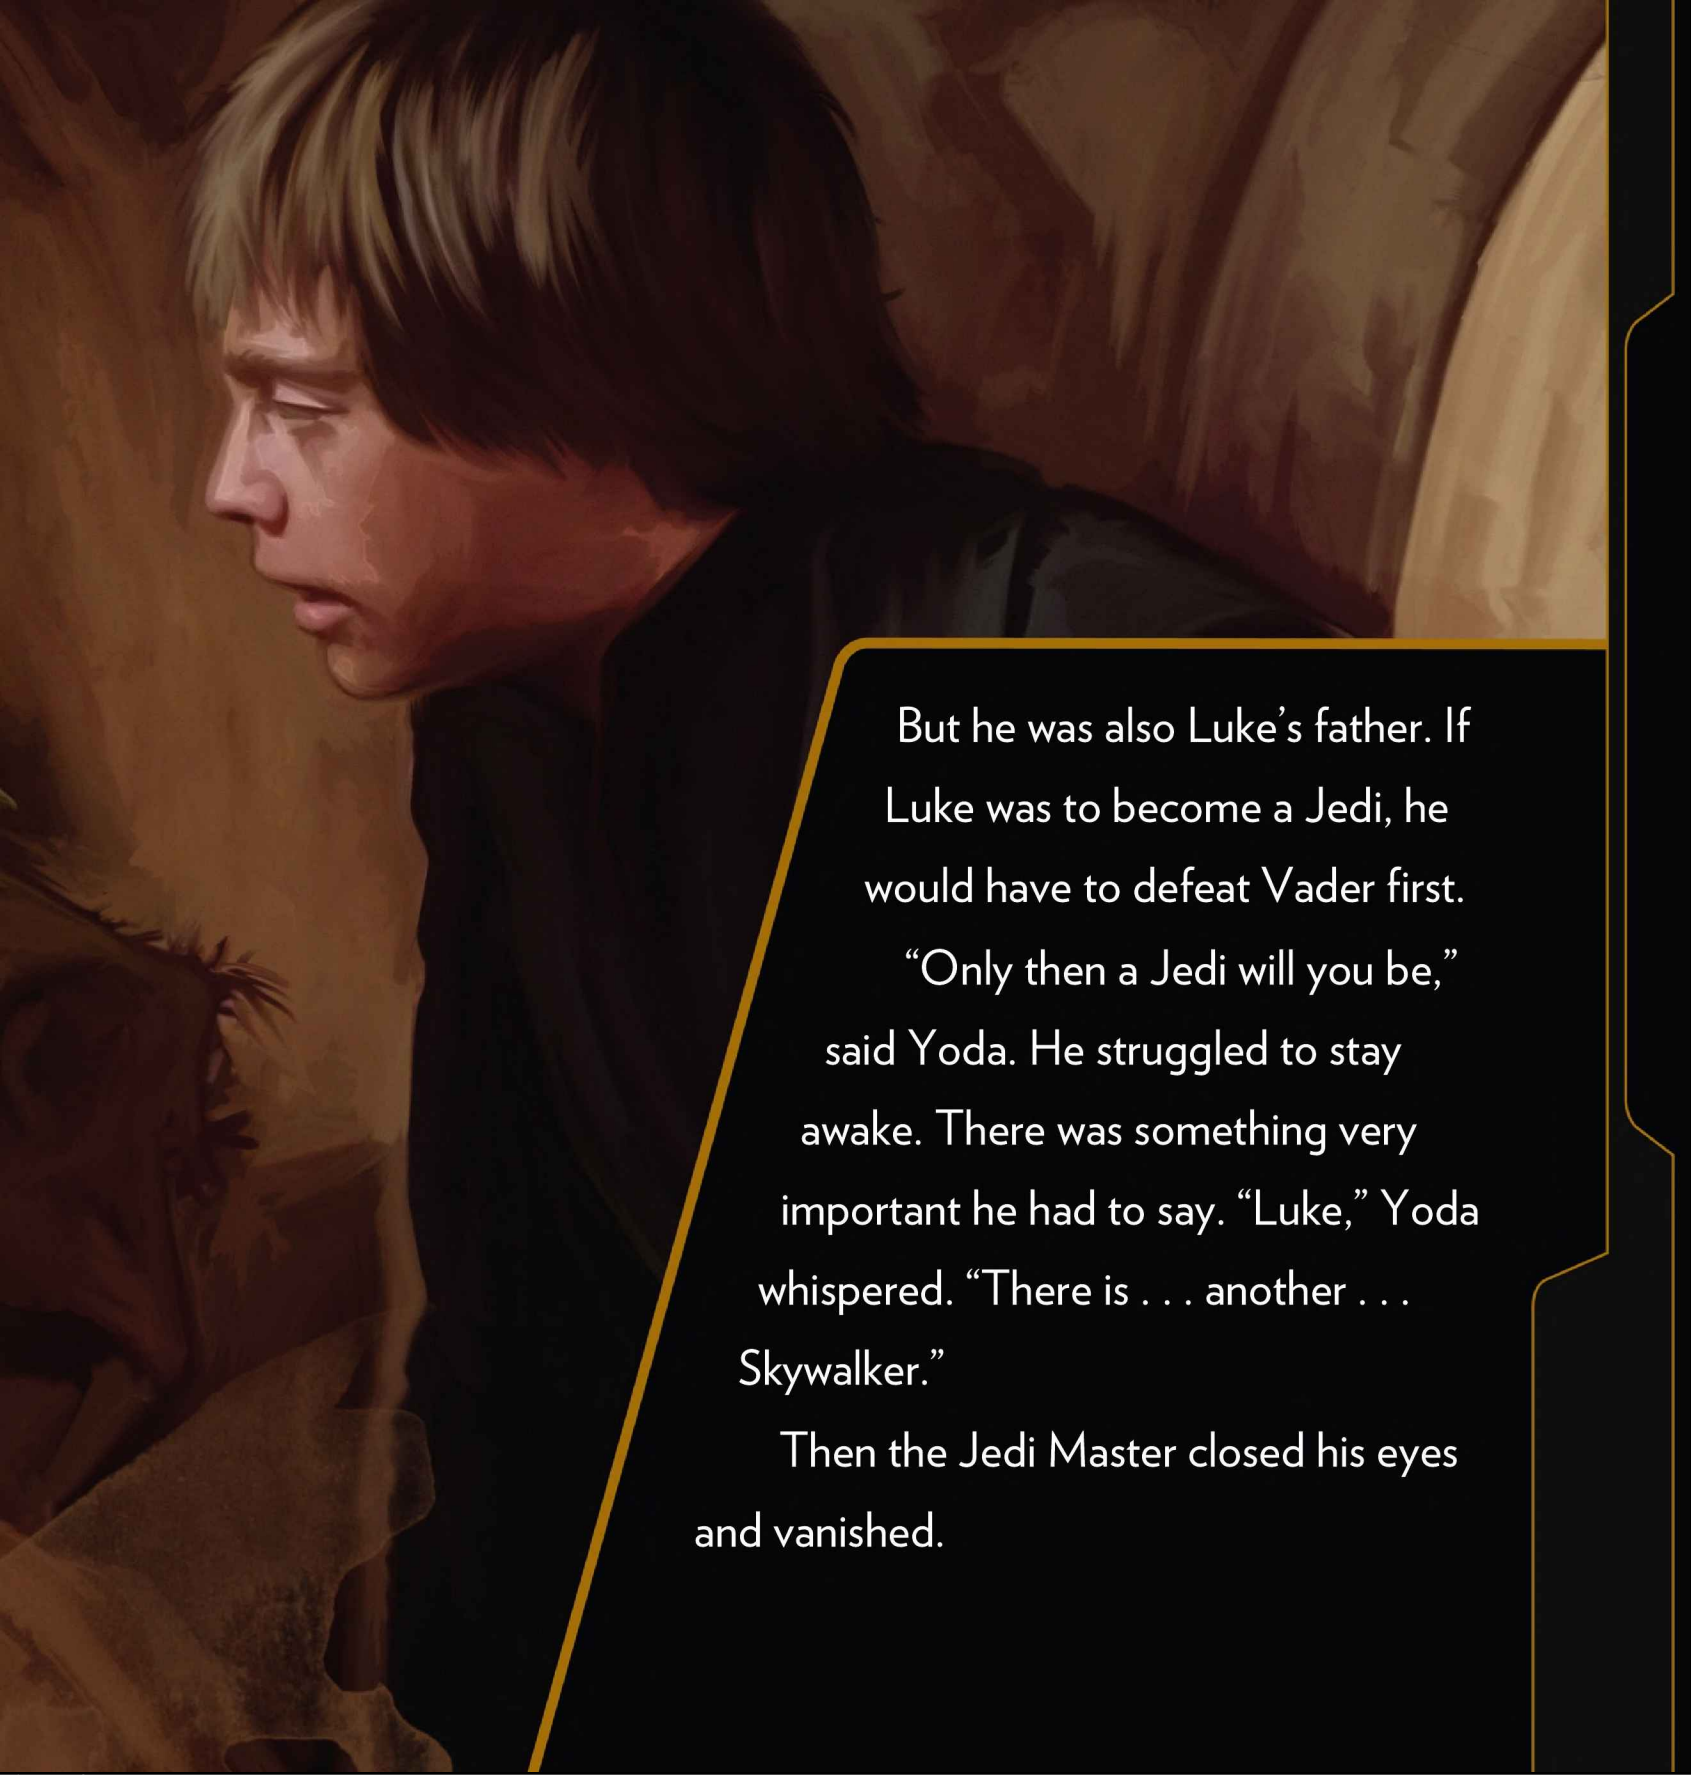 But he was also Luke’s father. If
Luke was to become a Jedi, he
would have to defeat Vader first.
“Only then a Jedi will you be,”
said Yoda. He struggled to stay
awake. There was something very
important he had to say. “Luke,” Yoda
whispered. “There is . . . another . . .
Skywalker.”
Then the Jedi Master closed his eyes
and vanished.